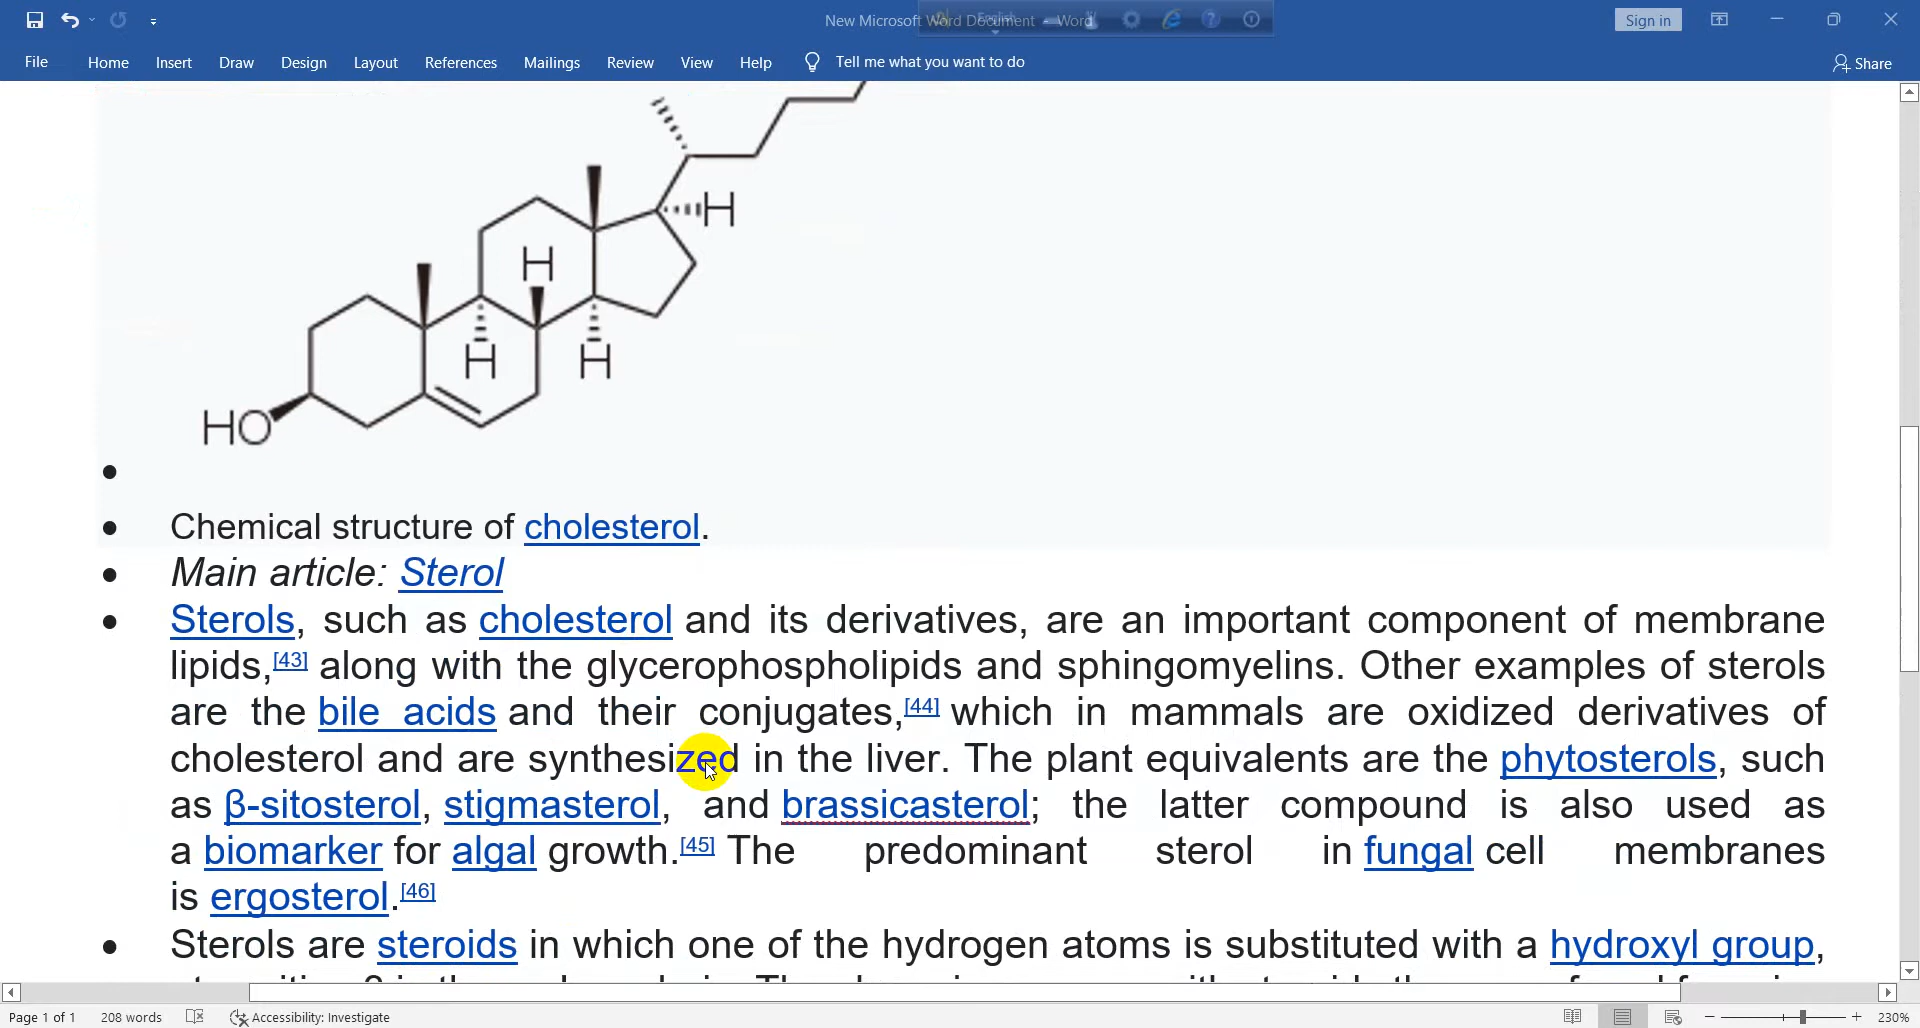 New Microsoft Word Document - Word
English
Sign in
File Home Insert Draw Design Layout References Mailings Review View Help Tell me what you want to do Share
H
H
H H
HO
Chemical structure of cholesterol.
Main article: Sterol
Sterols, such as cholesterol and its derivatives, are an important component of membrane
lipids,[43] along with the glycerophospholipids and sphingomyelins. Other examples of sterols
are the bile acids and their conjugates,[44] which in mammals are oxidized derivatives of
cholesterol and are synthesized in the liver. The plant equivalents are the phytosterols, such
as β-sitosterol, stigmasterol, and brassicasterol; the latter compound is also used as
a biomarker for algal growth.[45] The predominant sterol in fungal cell membranes
is ergosterol.[46]
Sterols are steroids in which one of the hydrogen atoms is substituted with a hydroxyl group,
Page 1 of 1 208 words Accessibility: Investigate 230%